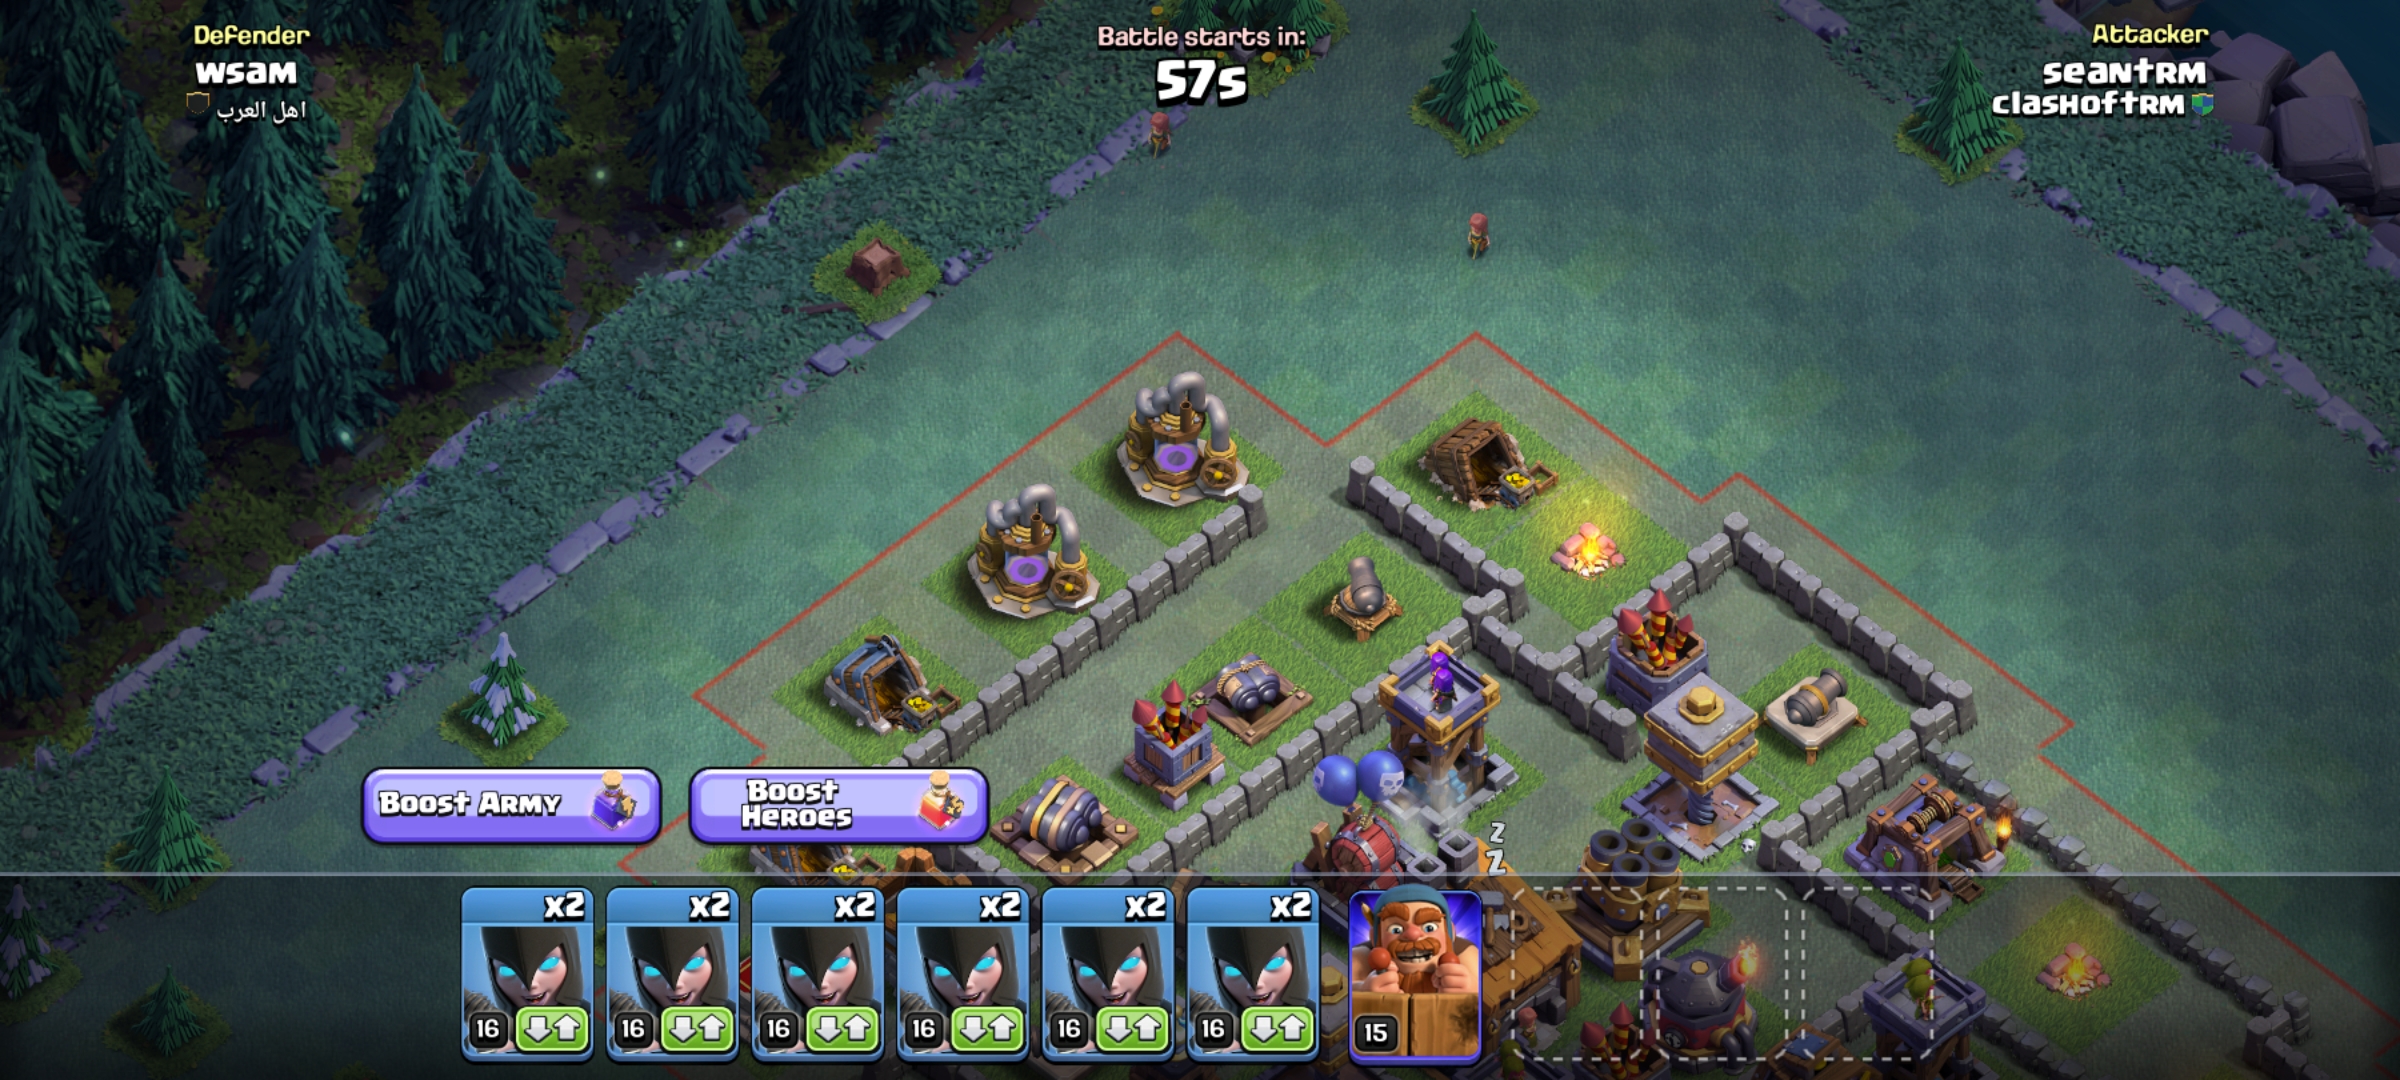 Defender
wsam
اهل العرب
Battle starts in:
57s
Attacker
seantrm
clashoftrm
Boost Army
Boost
Heroes
z
z
x2
x2
x2
x2
x2
x2
16
16
16
16
16
16
15